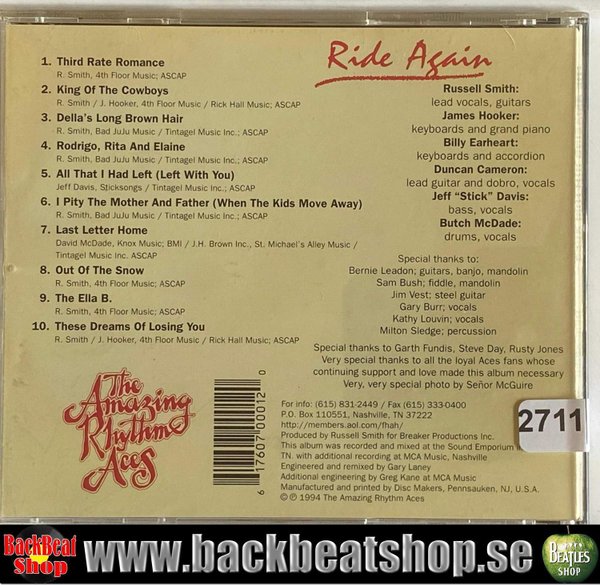 Ride Again
1. Third Rate Romance
R. Smith, 4th Floor Music; ASCAP
2. King Of The Cowboys
R. Smith / J. Hooker, 4th Floor Music / Rick Hall Music; ASCAP
3. Della's Long Brown Hair
R. Smith, Bad JuJu Music / Tintagel Music Inc.; ASCAP
4. Rodrigo, Rita And Elaine
R. Smith, Bad JuJu Music / Tintagel Music Inc.; ASCAP
5. All That I Had Left (Left With You)
Jeff Davis, Sticksongs / Tintagel Music Inc.; ASCAP
6. I Pity The Mother And Father (When The Kids Move Away)
R. Smith, Bad JuJu Music / Tintagel Music Inc.; ASCAP
7. Last Letter Home
David McDade, Knox Music; BMI / J.H. Brown Inc., St. Michael's Alley Music /
Tintagel Music Inc. ASCAP
8. Out Of The Snow
R. Smith, 4th Floor Music; ASCAP
9. The Ella B.
R. Smith, 4th Floor Music; ASCAP
10. These Dreams Of Losing You
R. Smith / J. Hooker, 4th Floor Music / Rick Hall Music; ASCAP
Russell Smith:
lead vocals, guitars
James Hooker:
keyboards and grand piano
Billy Earheart:
keyboards and accordion
Duncan Cameron:
lead guitar and dobro, vocals
Jeff "Stick" Davis:
bass, vocals
Butch McDade:
drums, vocals
Special thanks to:
Bernie Leadon; guitars, banjo, mandolin
Sam Bush; fiddle, mandolin
Jim Vest; steel guitar
Gary Burr; vocals
Kathy Louvin; vocals
Milton Sledge; percussion
Special thanks to Garth Fundis, Steve Day, Rusty Jones
Very special thanks to all the loyal Aces fans whose
continuing support and love made this album necessary
Very, very special photo by Señor McGuire
The
Amazing
Rhythm
Aces
6 17607 00012 0
For info: (615) 831-2449 / Fax (615) 333-0400
P.O. Box 110551, Nashville, TN 37222
http://members.aol.com/fhah/
Produced by Russell Smith for Breaker Productions Inc.
This album was recorded and mixed at the Sound Emporium
TN. with additional recording at MCA Music, Nashville
Engineered and remixed by Gary Laney
Additional engineering by Greg Kane at MCA Music
Manufactured and printed by Disc Makers, Pennsauken, NJ, U.S.A.
© ℗ 1994 The Amazing Rhythm Aces
2711
BackBeat
Shop
www.backbeatshop.se
BEATLES
SHOP